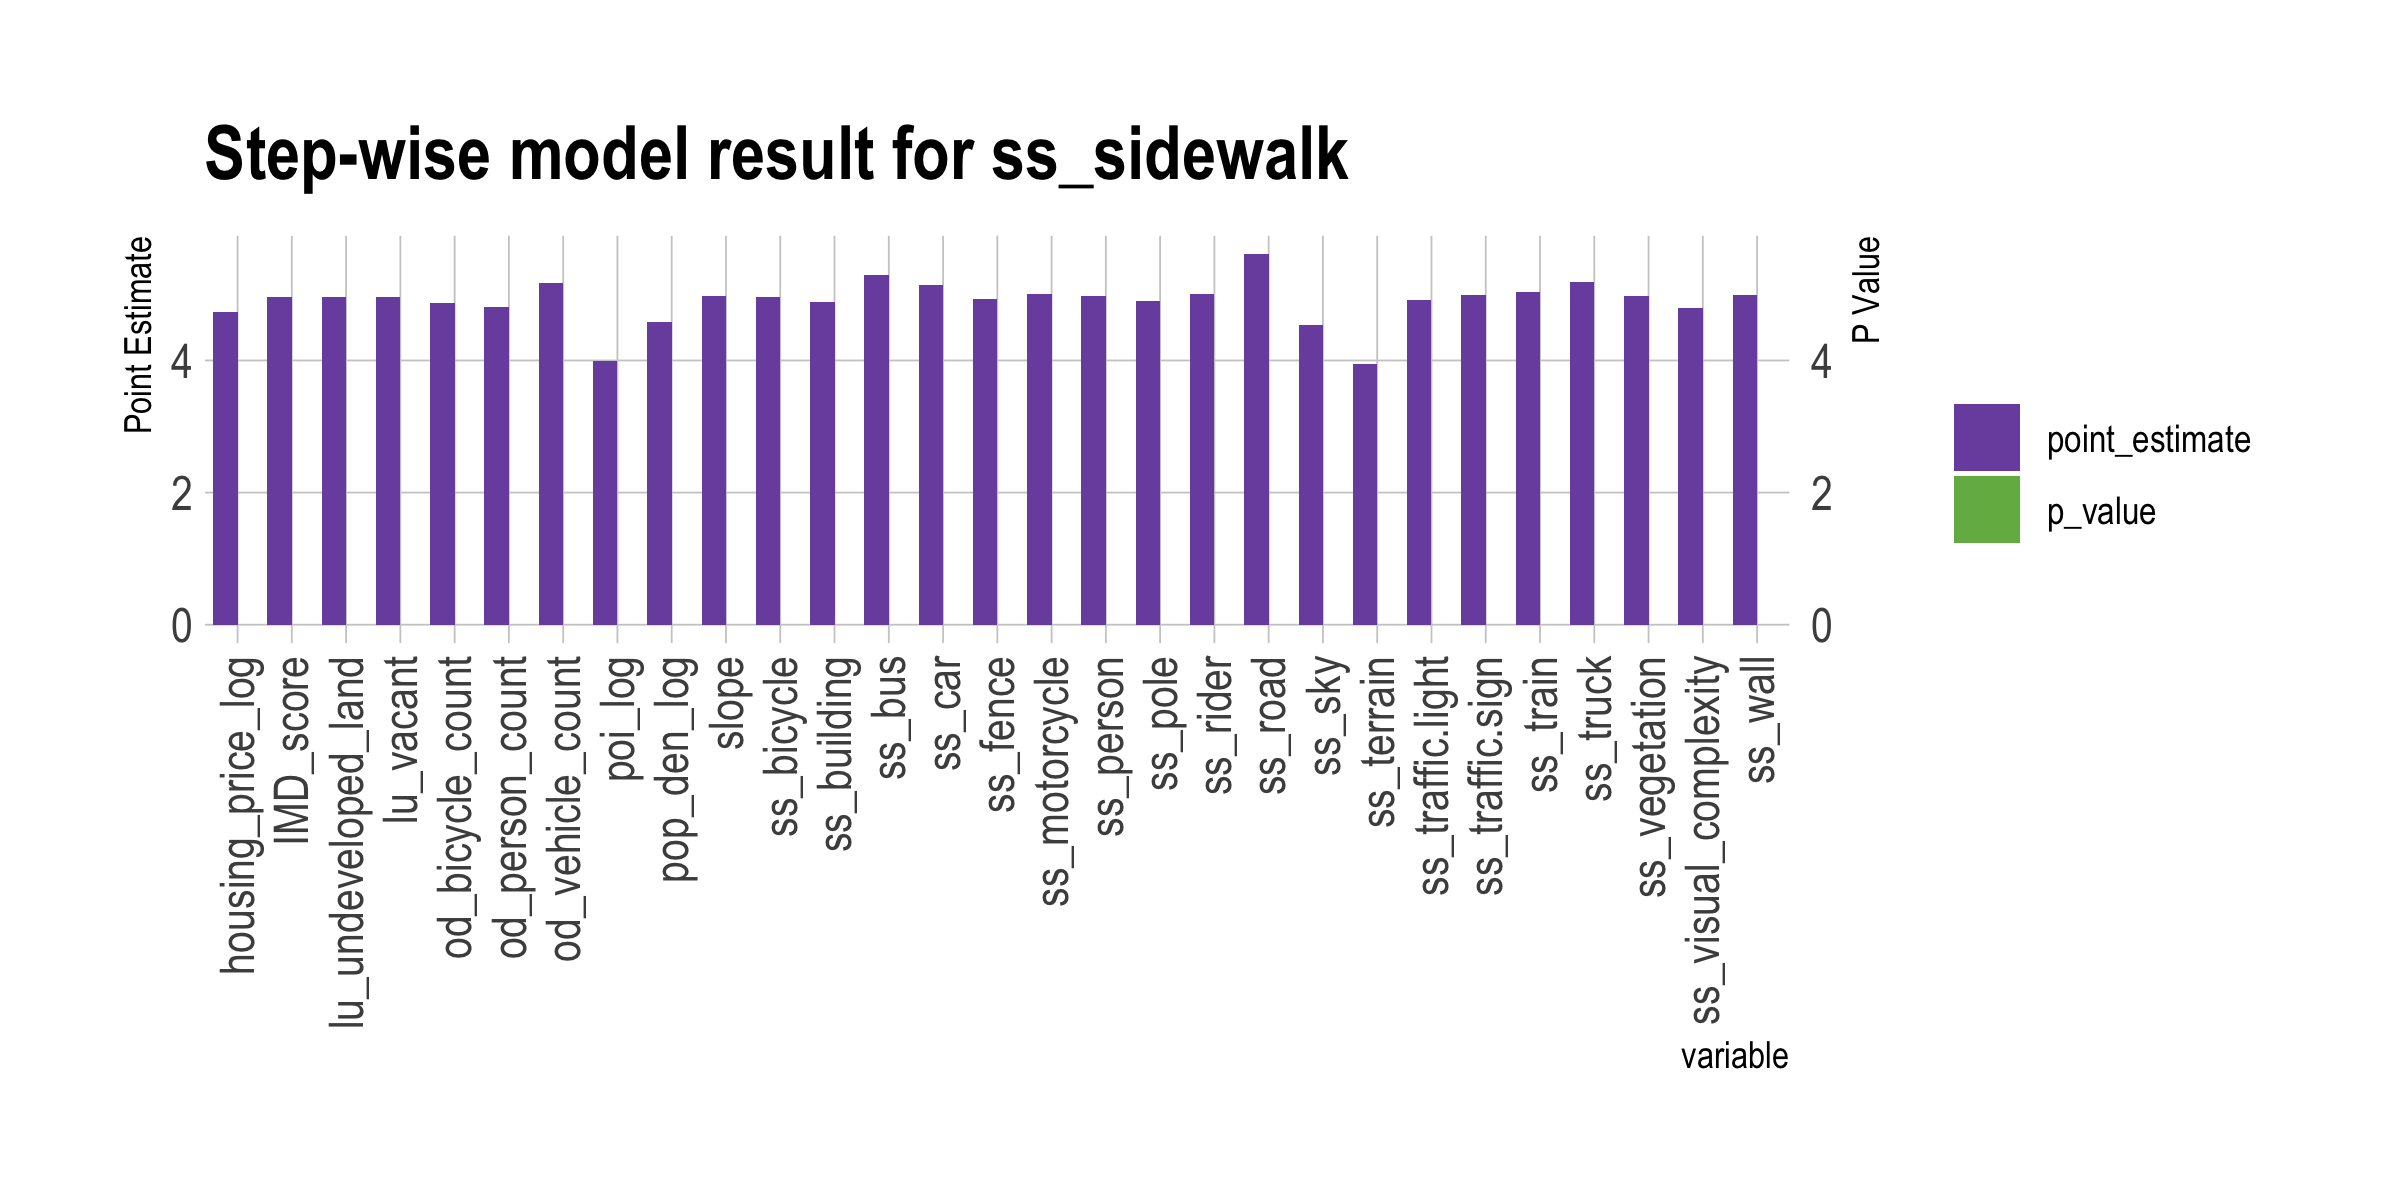 Step-wise model result for ss_sidewalk
Point Estimate
P Value
4
2
0
4
2
0
housing_price_log
IMD_score
lu_undeveloped_land
lu_vacant
od_bicycle_count
od_person_count
od_vehicle_count
poi_log
pop_den_log
slope
ss_bicycle
ss_building
ss_bus
ss_car
ss_fence
ss_motorcycle
ss_person
ss_pole
ss_rider
ss_road
ss_sky
ss_terrain
ss_traffic.light
ss_traffic.sign
ss_train
ss_truck
ss_vegetation
ss_visual_complexity
ss_wall
variable
point_estimate
p_value